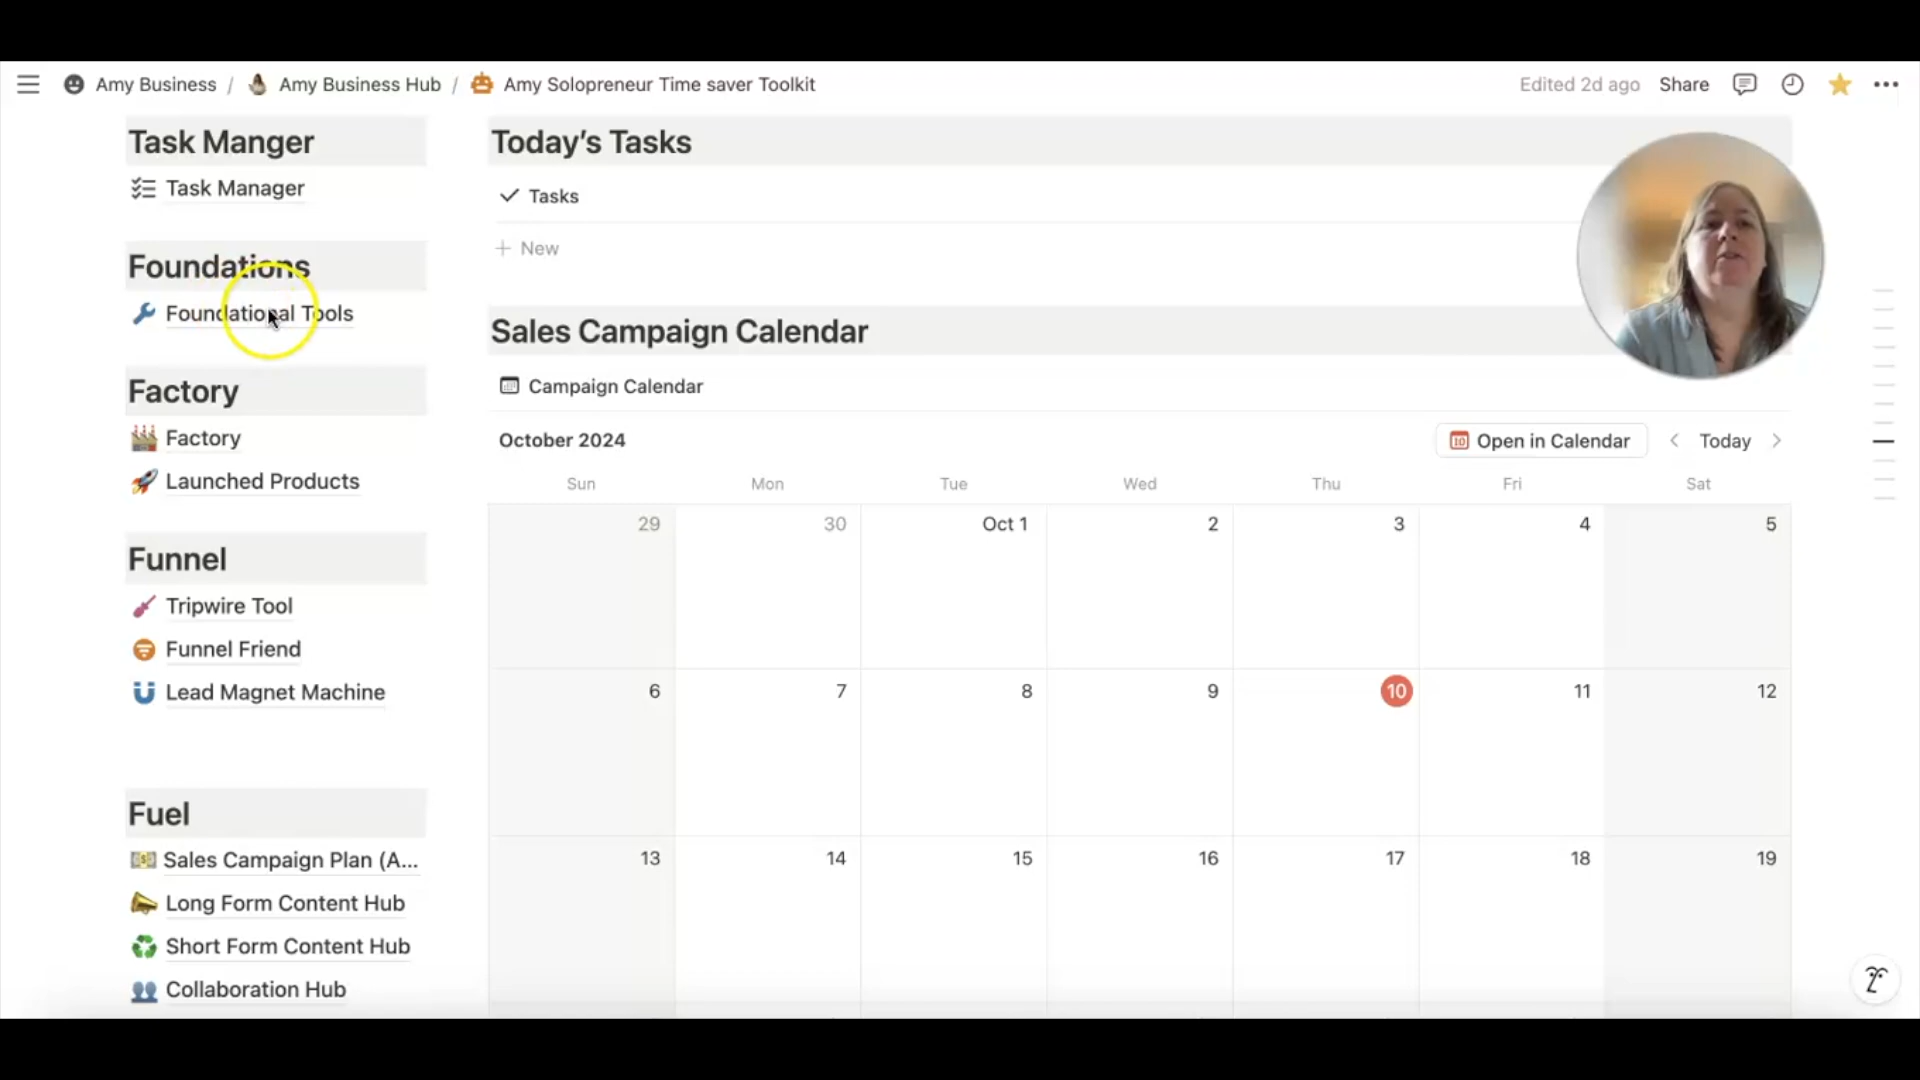 Amy Business / Amy Business Hub / Amy Solopreneur Time saver Toolkit
Edited 2d ago Share
Task Manger
Task Manager
Foundations
Foundational Tools
Factory
Factory
Launched Products
Funnel
Tripwire Tool
Funnel Friend
Lead Magnet Machine
Fuel
Sales Campaign Plan (A...
Long Form Content Hub
Short Form Content Hub
Collaboration Hub
Today's Tasks
Tasks
+ New
Sales Campaign Calendar
Campaign Calendar
October 2024 10 Open in Calendar < Today >
Sun Mon Tue Wed Thu Fri Sat
29 30 Oct 1 2 3 4 5
6 7 8 9 10 11 12
13 14 15 16 17 18 19